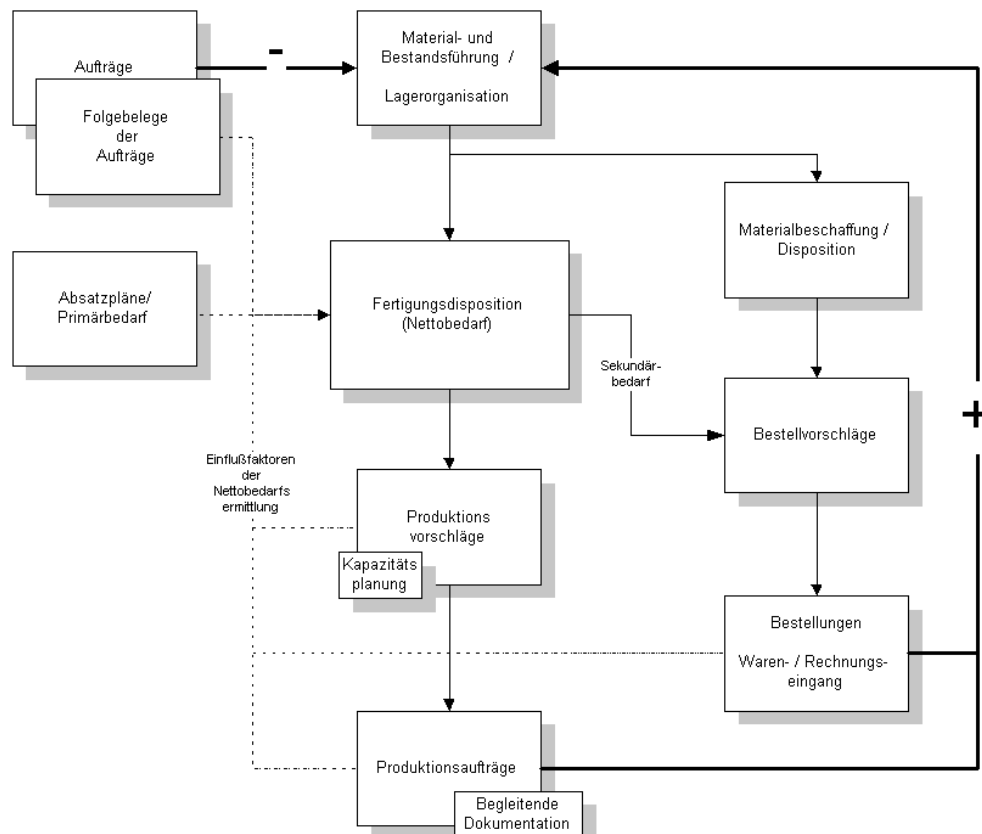 Aufträge
Folgebelege
der
Aufträge
-
Material- und
Bestandsführung /
Lagerorganisation
Materialbeschaffung /
Disposition
Absatzpläne/
Primärbedarf
Fertigungsdisposition
(Nettobedarf)
Sekundär-
bedarf
+
Bestellvorschläge
Einflußfaktoren
der
Nettobedarfs
ermittlung
Produktions
vorschläge
Kapazitäts
planung
Bestellungen
Waren- / Rechnungs-
eingang
Produktionsaufträge
Begleitende
Dokumentation